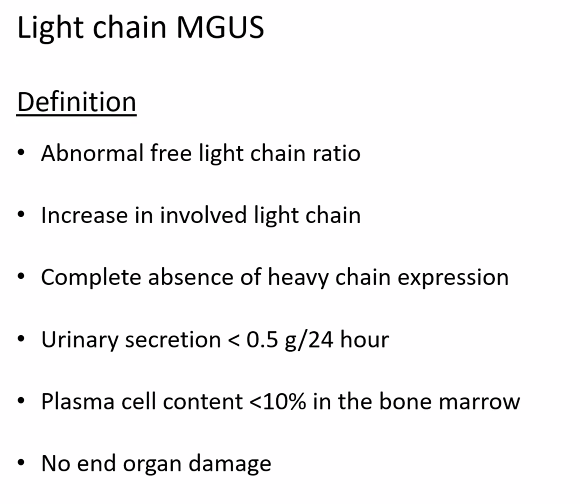 Light chain MGUS
Definition
• Abnormal free light chain ratio
• Increase in involved light chain
• Complete absence of heavy chain expression
• Urinary secretion < 0.5 g/24 hour
• Plasma cell content <10% in the bone marrow
• No end organ damage